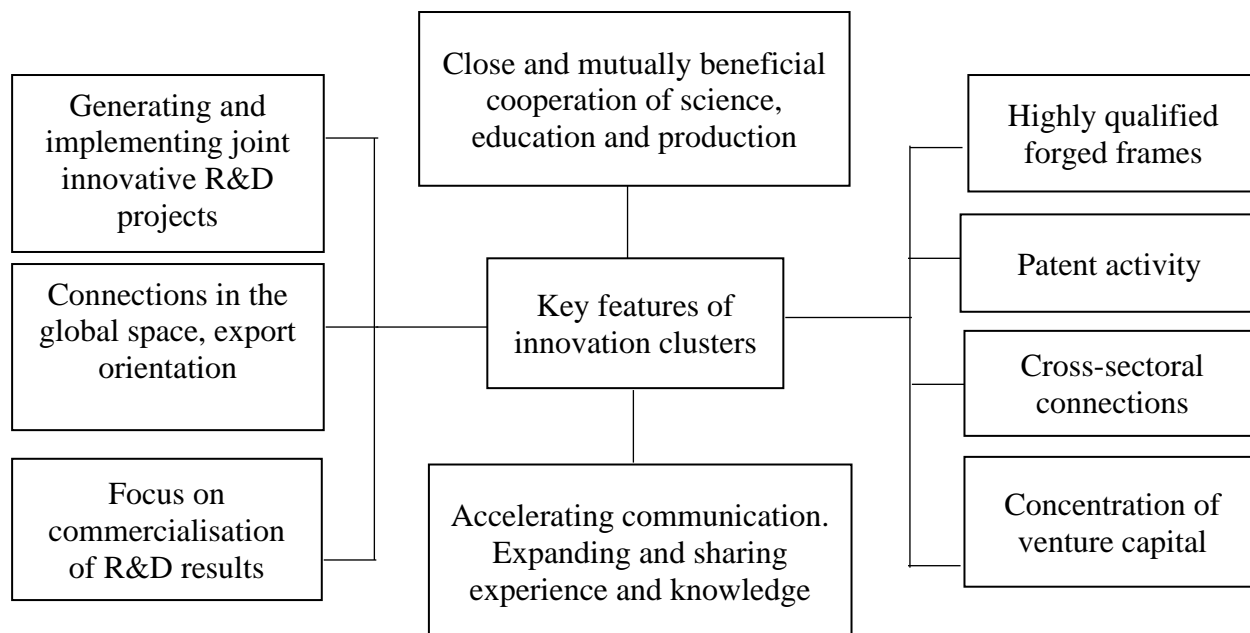 Close and mutually beneficial
cooperation of science,
education and production
Generating and
implementing joint
innovative R&D
projects
Highly qualified
forged frames
Patent activity
Connections in the
global space, export
orientation
Key features of
innovation clusters
Cross-sectoral
connections
Focus on
commercialisation
of R&D results
Accelerating communication.
Expanding and sharing
experience and knowledge
Concentration of
venture capital